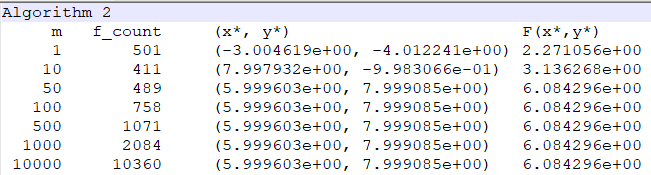 Algorithm 2
m f_count (x*, y*) F(x*,y*)
1 501 (-3.004619e+00, -4.012241e+00) 2.271056e+00
10 411 (7.997932e+00, -9.983066e-01) 3.136268e+00
50 489 (5.999603e+00, 7.999085e+00) 6.084296e+00
100 758 (5.999603e+00, 7.999085e+00) 6.084296e+00
500 1071 (5.999603e+00, 7.999085e+00) 6.084296e+00
1000 2084 (5.999603e+00, 7.999085e+00) 6.084296e+00
10000 10360 (5.999603e+00, 7.999085e+00) 6.084296e+00